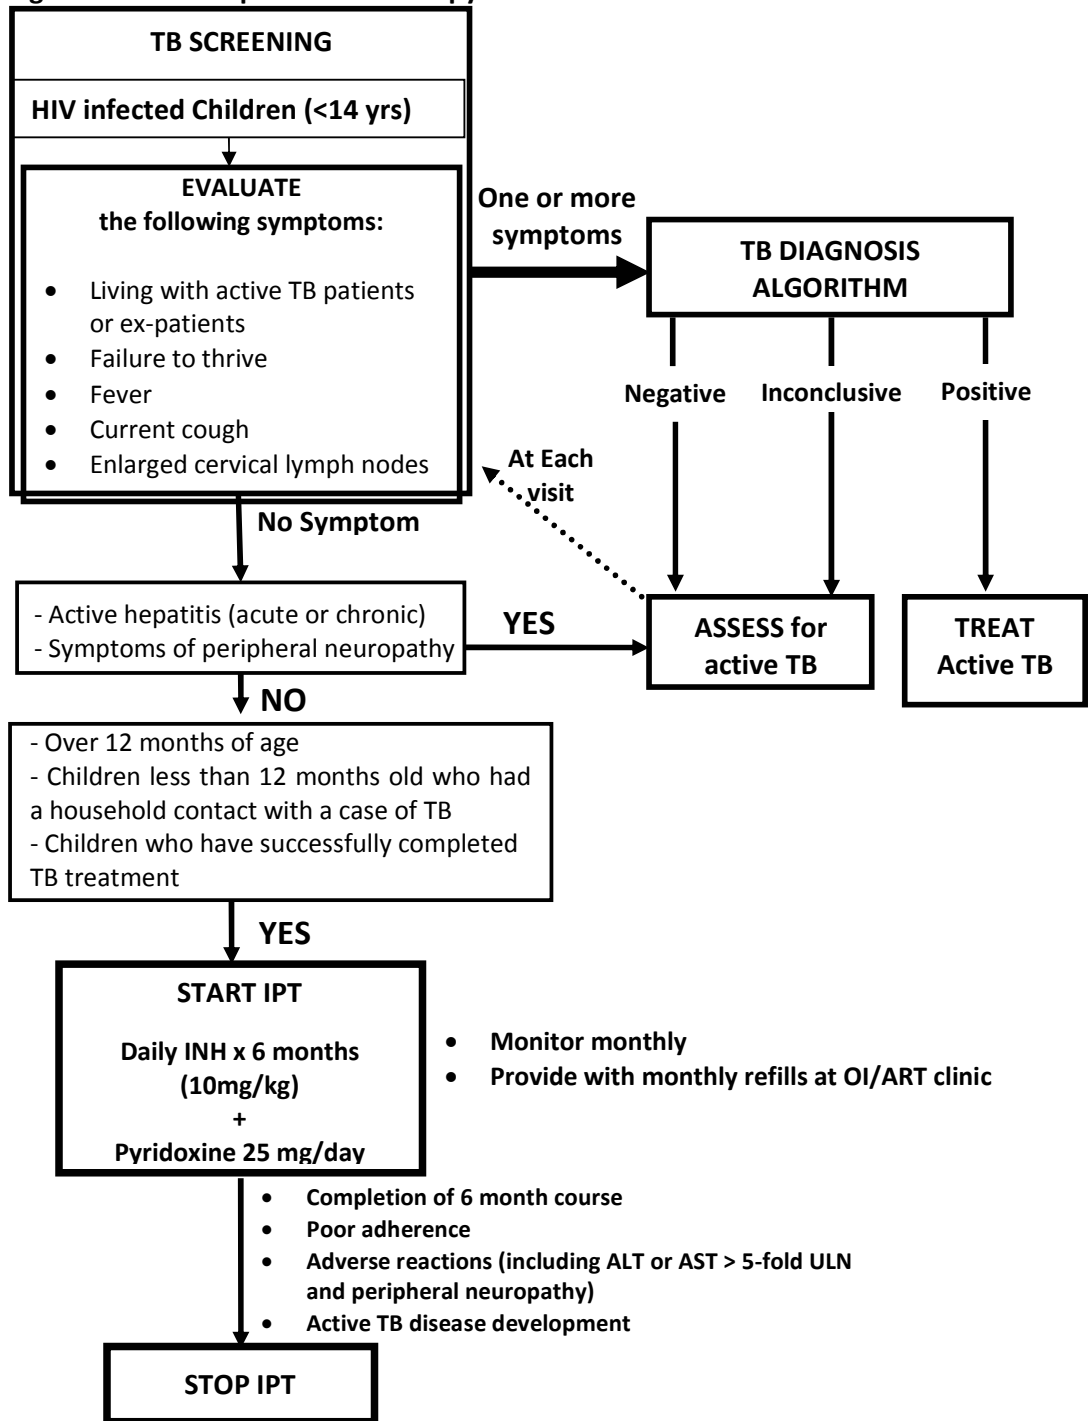 TB SCREENING
HIV infected Children (<14 yrs)
EVALUATE
the following symptoms:
• Living with active TB patients
or ex-patients
• Failure to thrive
• Fever
• Current cough
• Enlarged cervical lymph nodes
One or more
symptoms
TB DIAGNOSIS
ALGORITHM
Negative
Inconclusive
Positive
At Each
visit
No Symptom
- Active hepatitis (acute or chronic)
- Symptoms of peripheral neuropathy
YES
ASSESS for
active TB
TREAT
Active TB
NO
- Over 12 months of age
- Children less than 12 months old who had
a household contact with a case of TB
- Children who have successfully completed
TB treatment
YES
START IPT
Daily INH x 6 months
(10mg/kg)
+
Pyridoxine 25 mg/day
• Monitor monthly
• Provide with monthly refills at OI/ART clinic
• Completion of 6 month course
• Poor adherence
• Adverse reactions (including ALT or AST > 5-fold ULN
and peripheral neuropathy)
• Active TB disease development
STOP IPT